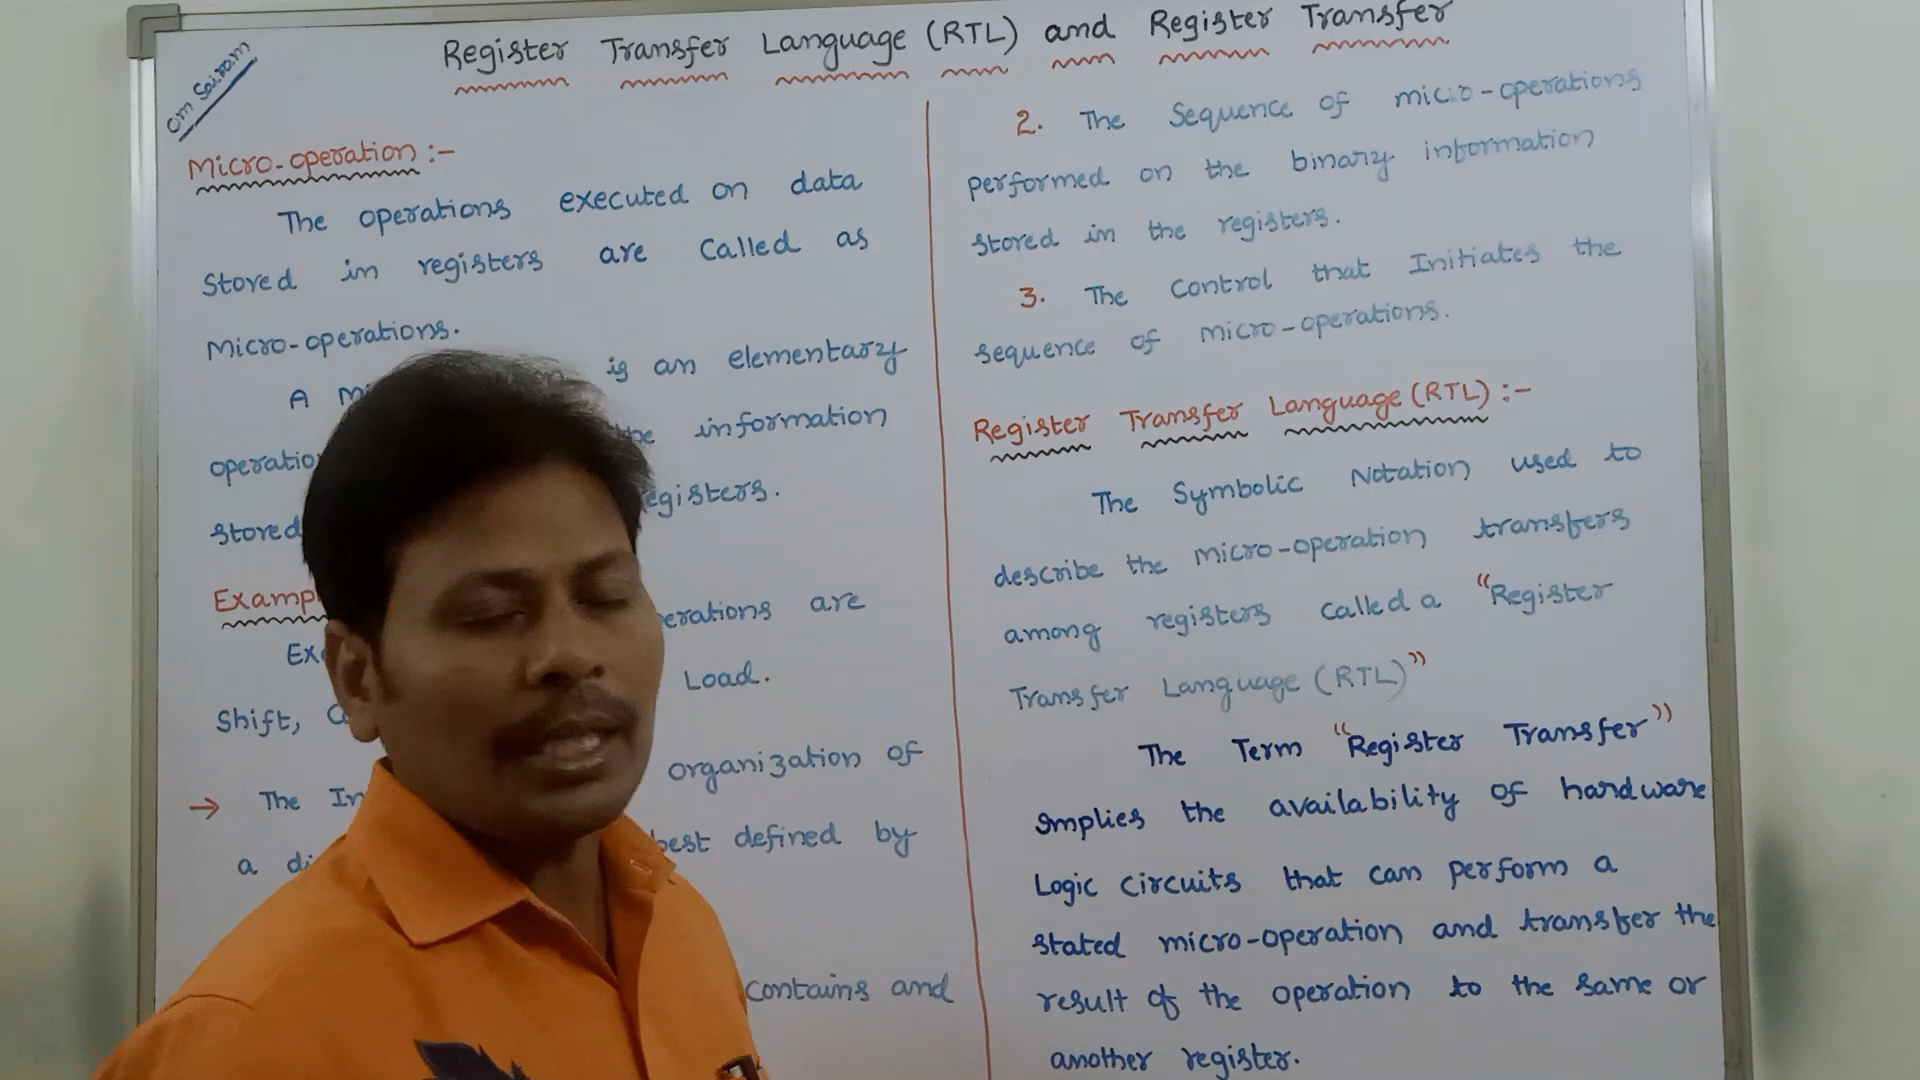 Om Sairam
Register Transfer Language (RTL) and Register Transfer
Micro-operation :-
The operations executed on data
Stored in registers are called as
Micro-operations.
A is an elementary
information
Stored
is
Shift, Load.
→ The organization of
a best defined by
contains and
2. The Sequence of micro-operations
performed on the binary information
stored in the registers.
3. The Control that Initiates the
sequence of micro-operations.
Register Transfer Language (RTL) :-
The Symbolic Notation used to
describe the micro-operation transfers
among registers called a "Register
Transfer Language (RTL)"
The Term "Register Transfer"
Implies the availability of hardware
Logic circuits that can perform a
stated micro-operation and transfer the
result of the operation to the same or
another register.